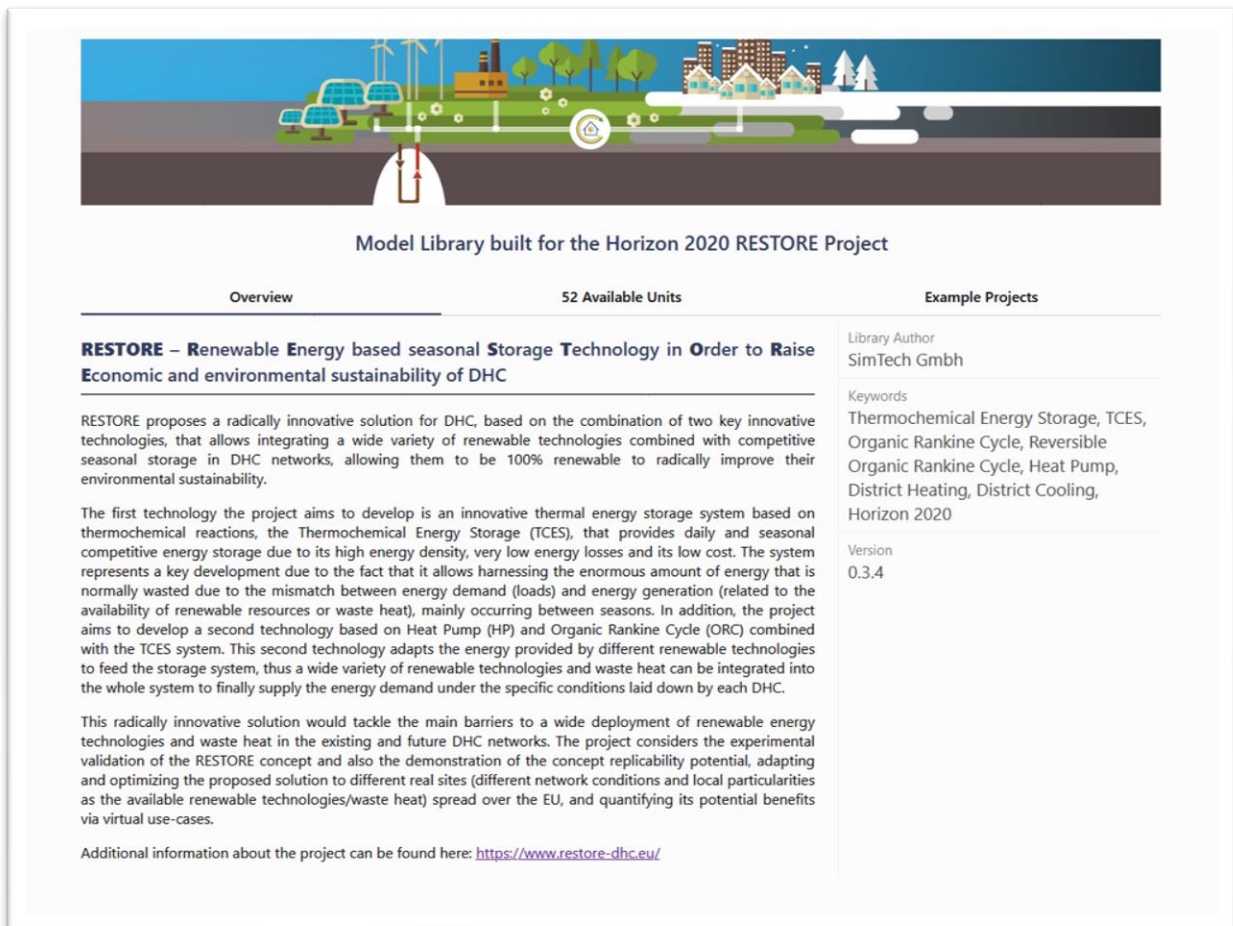 Model Library built for the Horizon 2020 RESTORE Project
Overview
52 Available Units
Example Projects
RESTORE – Renewable Energy based seasonal Storage Technology in Order to Raise
Economic and environmental sustainability of DHC
RESTORE proposes a radically innovative solution for DHC, based on the combination of two key innovative
technologies, that allows integrating a wide variety of renewable technologies combined with competitive
seasonal storage in DHC networks, allowing them to be 100% renewable to radically improve their
environmental sustainability.
The first technology the project aims to develop is an innovative thermal energy storage system based on
thermochemical reactions, the Thermochemical Energy Storage (TCES), that provides daily and seasonal
competitive energy storage due to its high energy density, very low energy losses and its low cost. The system
represents a key development due to the fact that it allows harnessing the enormous amount of energy that is
normally wasted due to the mismatch between energy demand (loads) and energy generation (related to the
availability of renewable resources or waste heat), mainly occurring between seasons. In addition, the project
aims to develop a second technology based on Heat Pump (HP) and Organic Rankine Cycle (ORC) combined
with the TCES system. This second technology adapts the energy provided by different renewable technologies
to feed the storage system, thus a wide variety of renewable technologies and waste heat can be integrated into
the whole system to finally supply the energy demand under the specific conditions laid down by each DHC.
This radically innovative solution would tackle the main barriers to a wide deployment of renewable energy
technologies and waste heat in the existing and future DHC networks. The project considers the experimental
validation of the RESTORE concept and also the demonstration of the concept replicability potential, adapting
and optimizing the proposed solution to different real sites (different network conditions and local particularities
as the available renewable technologies/waste heat) spread over the EU, and quantifying its potential benefits
via virtual use-cases.
Additional information about the project can be found here: https://www.restore-dhc.eu/
Library Author
SimTech Gmbh
Keywords
Thermochemical Energy Storage, TCES,
Organic Rankine Cycle, Reversible
Organic Rankine Cycle, Heat Pump,
District Heating, District Cooling,
Horizon 2020
Version
0.3.4